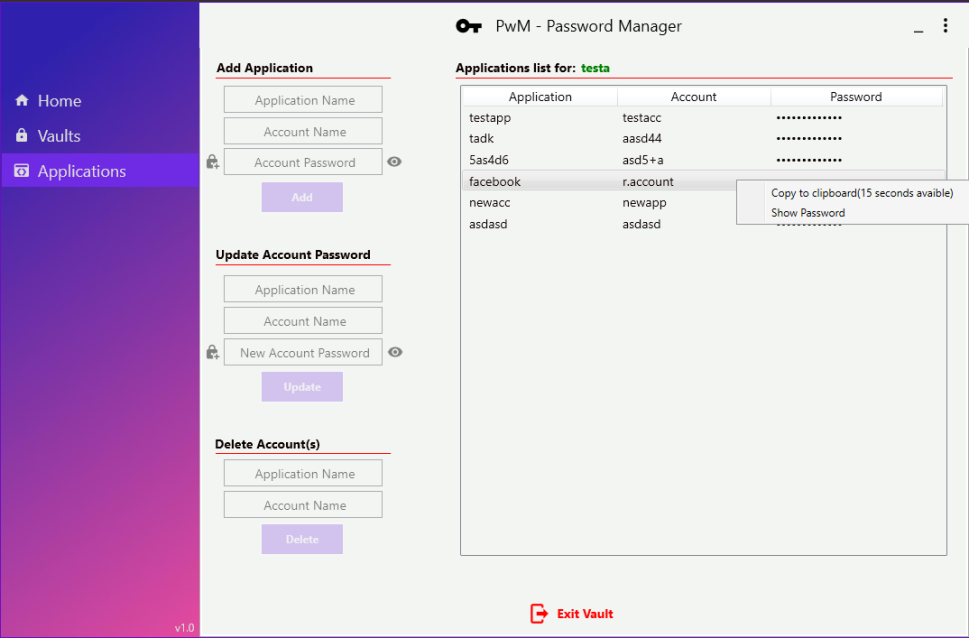 PwM - Password Manager
Home
Vaults
Applications
v1.0
Add Application
Application Name
Account Name
Account Password
Add
Update Account Password
Application Name
Account Name
New Account Password
Update
Delete Account(s)
Application Name
Account Name
Delete
Applications list for: testa
Application Account Password
testapp testacc •••••••••••••
tadk aasd44 •••••••••••••
5as4d6 asd5+a •••••••••••••
facebook r.account
newacc newapp
asdasd asdasd •••••••••••••
Copy to clipboard(15 seconds avaible)
Show Password
Exit Vault